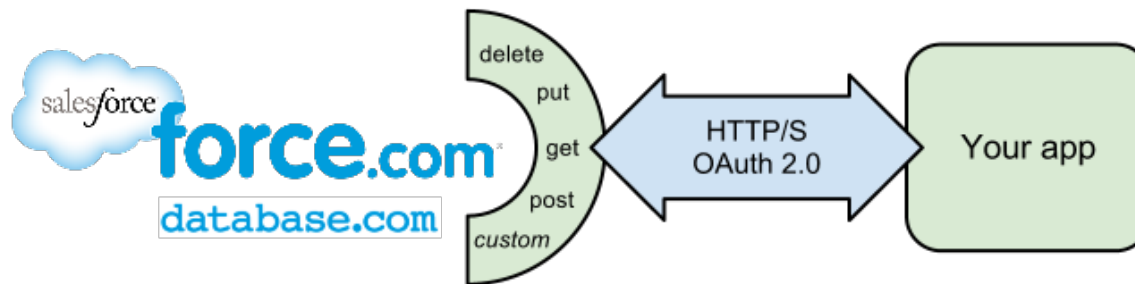 salesforce
force.com
database.com
delete
put
get
post
custom
HTTP/S
OAuth 2.0
Your app